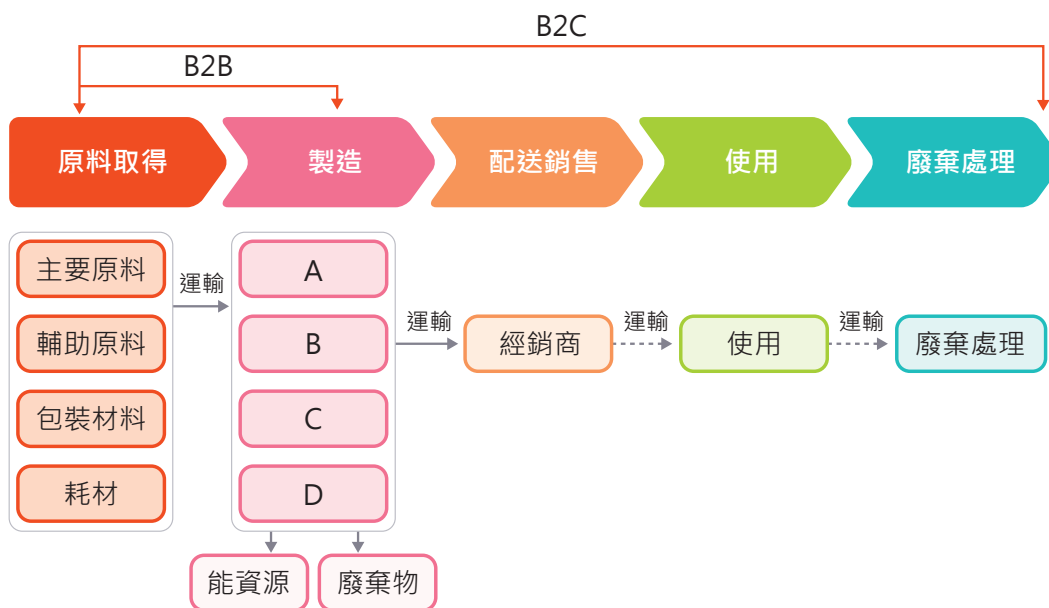 B2C
B2B
原料取得
製造
配送銷售
使用
廢棄處理
主要原料
輔助原料
包裝材料
耗材
運輸
A
B
C
D
運輸
經銷商
運輸
使用
運輸
廢棄處理
能資源
廢棄物